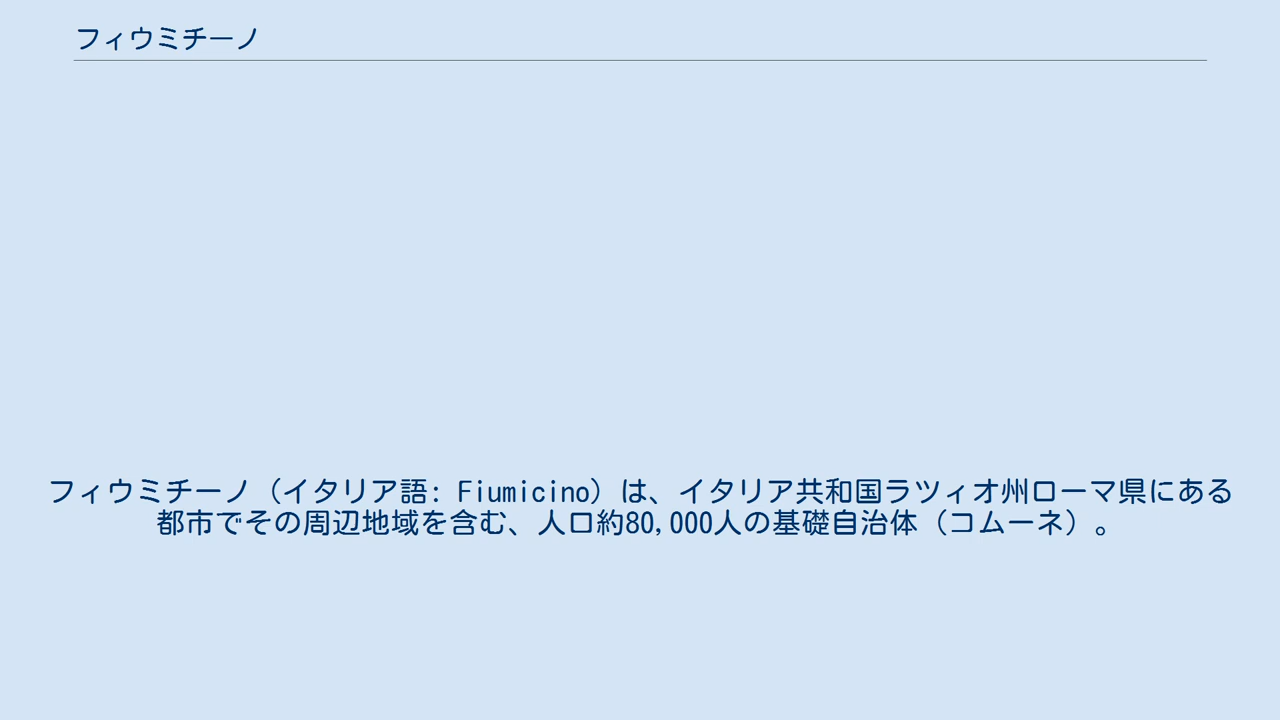 フィウミチーノ
フィウミチーノ（イタリア語: Fiumicino）は、イタリア共和国ラツィオ州ローマ県にある
都市でその周辺地域を含む、人口約80,000人の基礎自治体（コムーネ）。